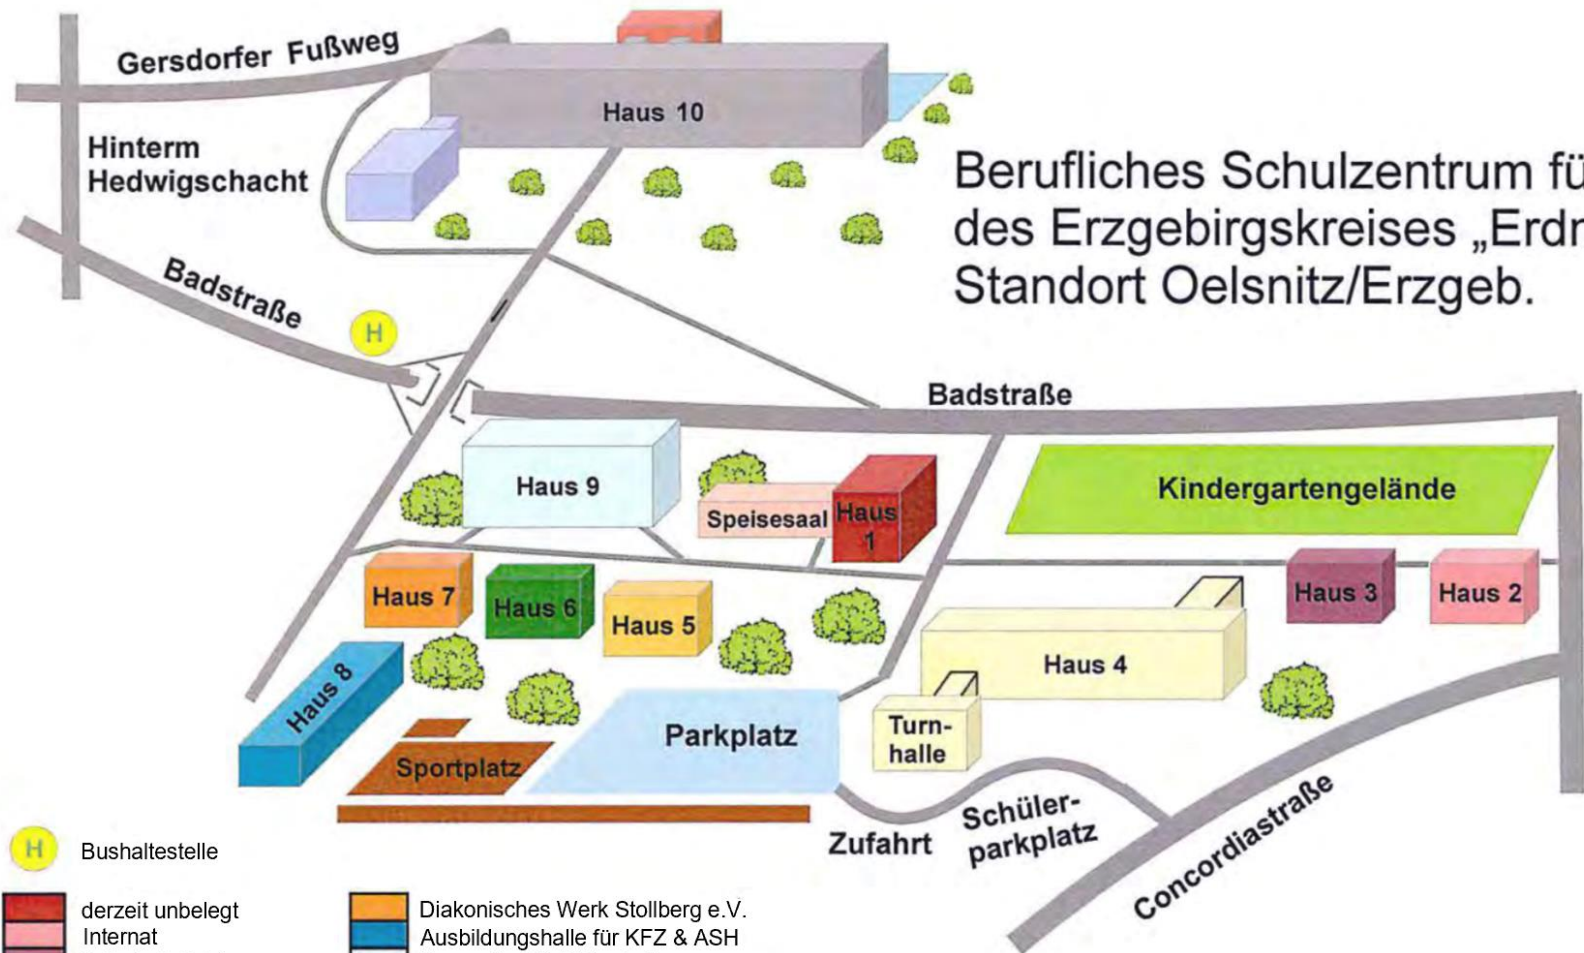 Gersdorfer Fußweg
Haus 10
Hinterm
Hedwigschacht
Berufliches Schulzentrum
des Erzgebirgskreises
Standort Oelsnitz/Erzgeb.
Badstraße
H
Badstraße
Haus 9
Speisesaal
Haus
1
Kindergartengelände
Haus 7
Haus 6
Haus 5
Haus 3
Haus 2
Haus 8
Haus 4
Parkplatz
Turn-
halle
Sportplatz
Zufahrt
Schüler-
parkplatz
Concordiastraße
H Bushaltestelle
derzeit unbelegt
Internat
Diakonisches Werk Stollberg e.V.
Ausbildungshalle für KFZ & ASH